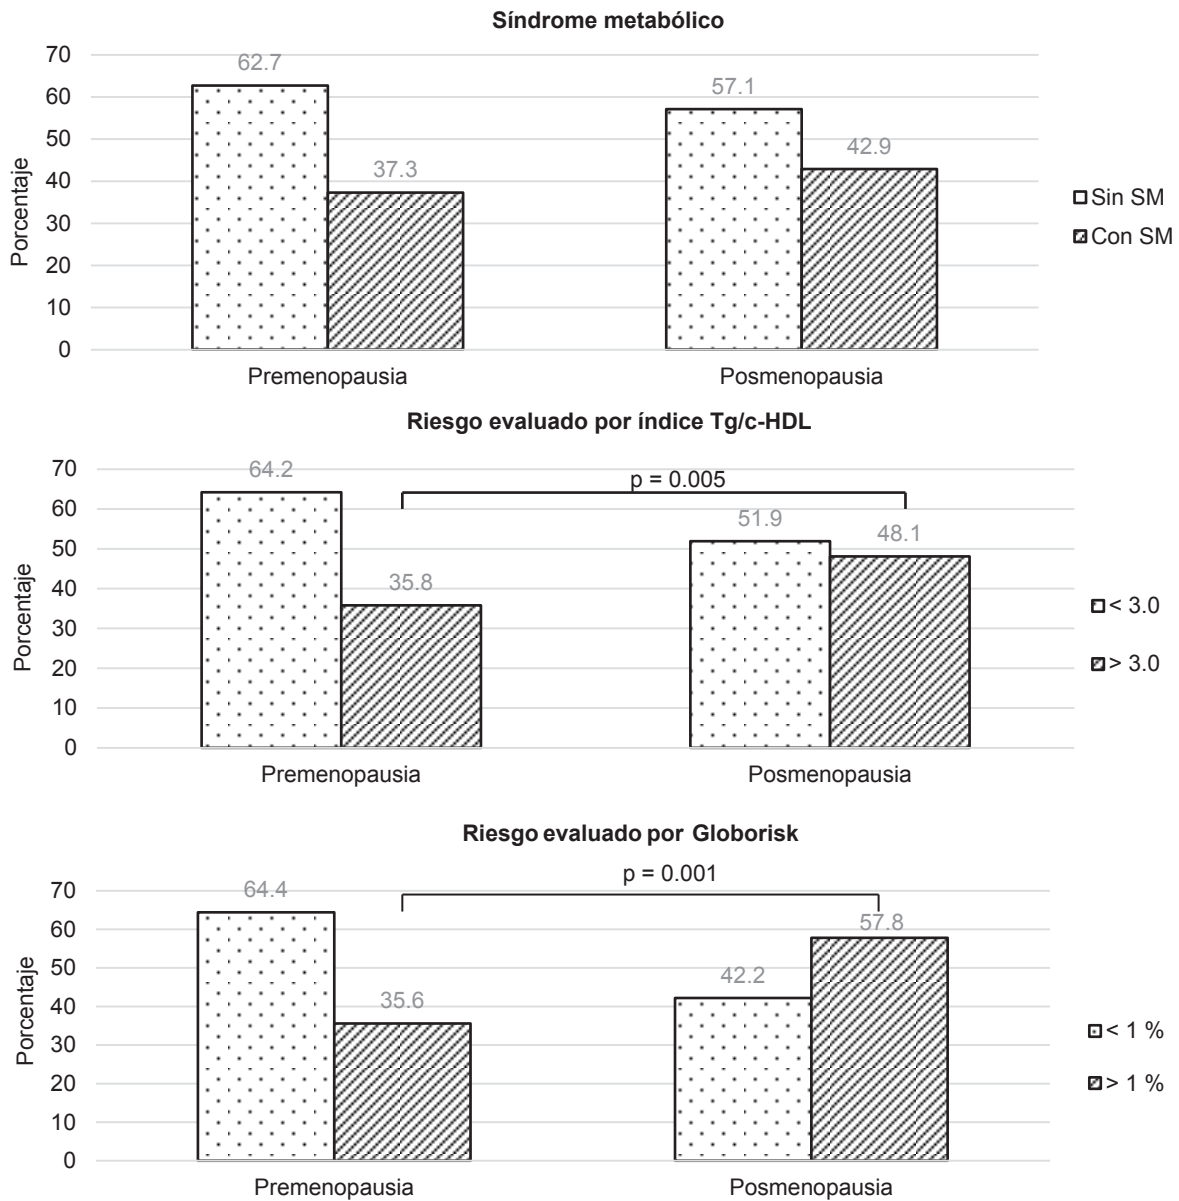 Síndrome metabólico
70
60
50
40
30
20
10
0
Porcentaje
62.7
37.3
57.1
42.9
Premenopausia
Posmenopausia
Sin SM
Con SM
Riesgo evaluado por índice Tg/c-HDL
70
60
50
40
30
20
10
0
Porcentaje
64.2
35.8
p = 0.005
51.9
48.1
Premenopausia
Posmenopausia
< 3.0
> 3.0
Riesgo evaluado por Globorisk
70
60
50
40
30
20
10
0
Porcentaje
64.4
35.6
p = 0.001
42.2
57.8
Premenopausia
Posmenopausia
< 1 %
> 1 %